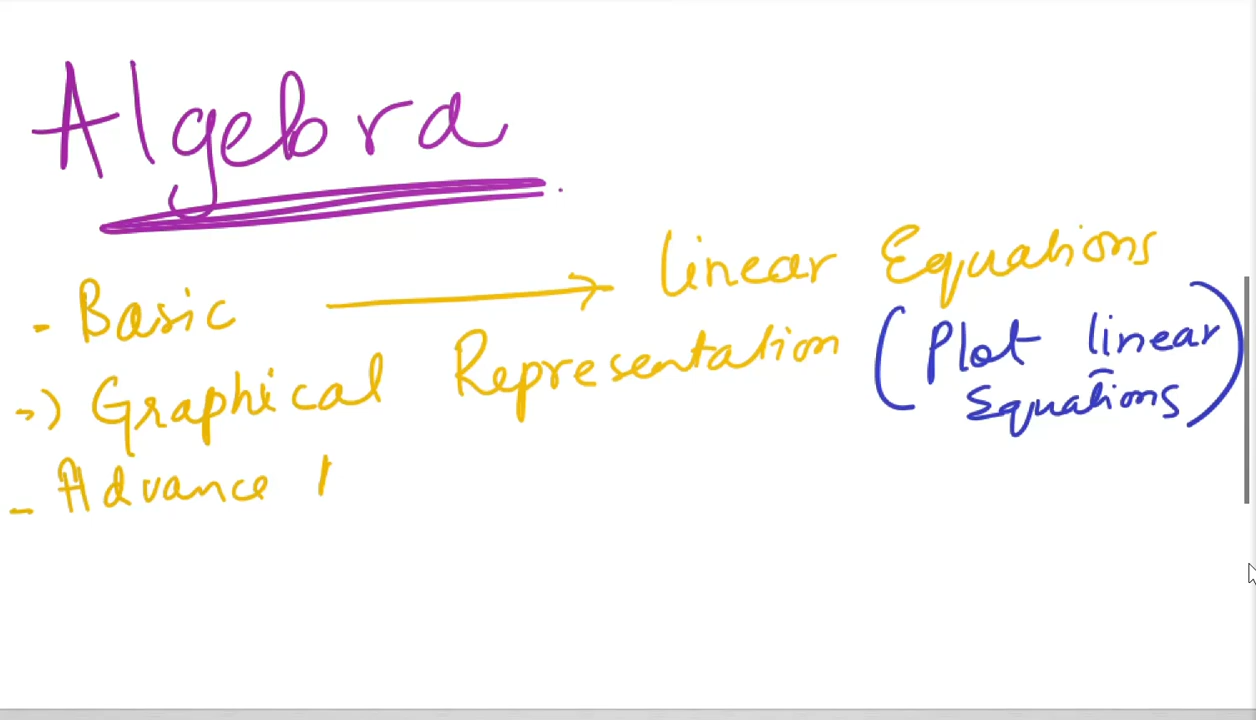 Algebra
- Basic → Linear Equations
-) Graphical Representation (Plot linear
Equations)
- Advance